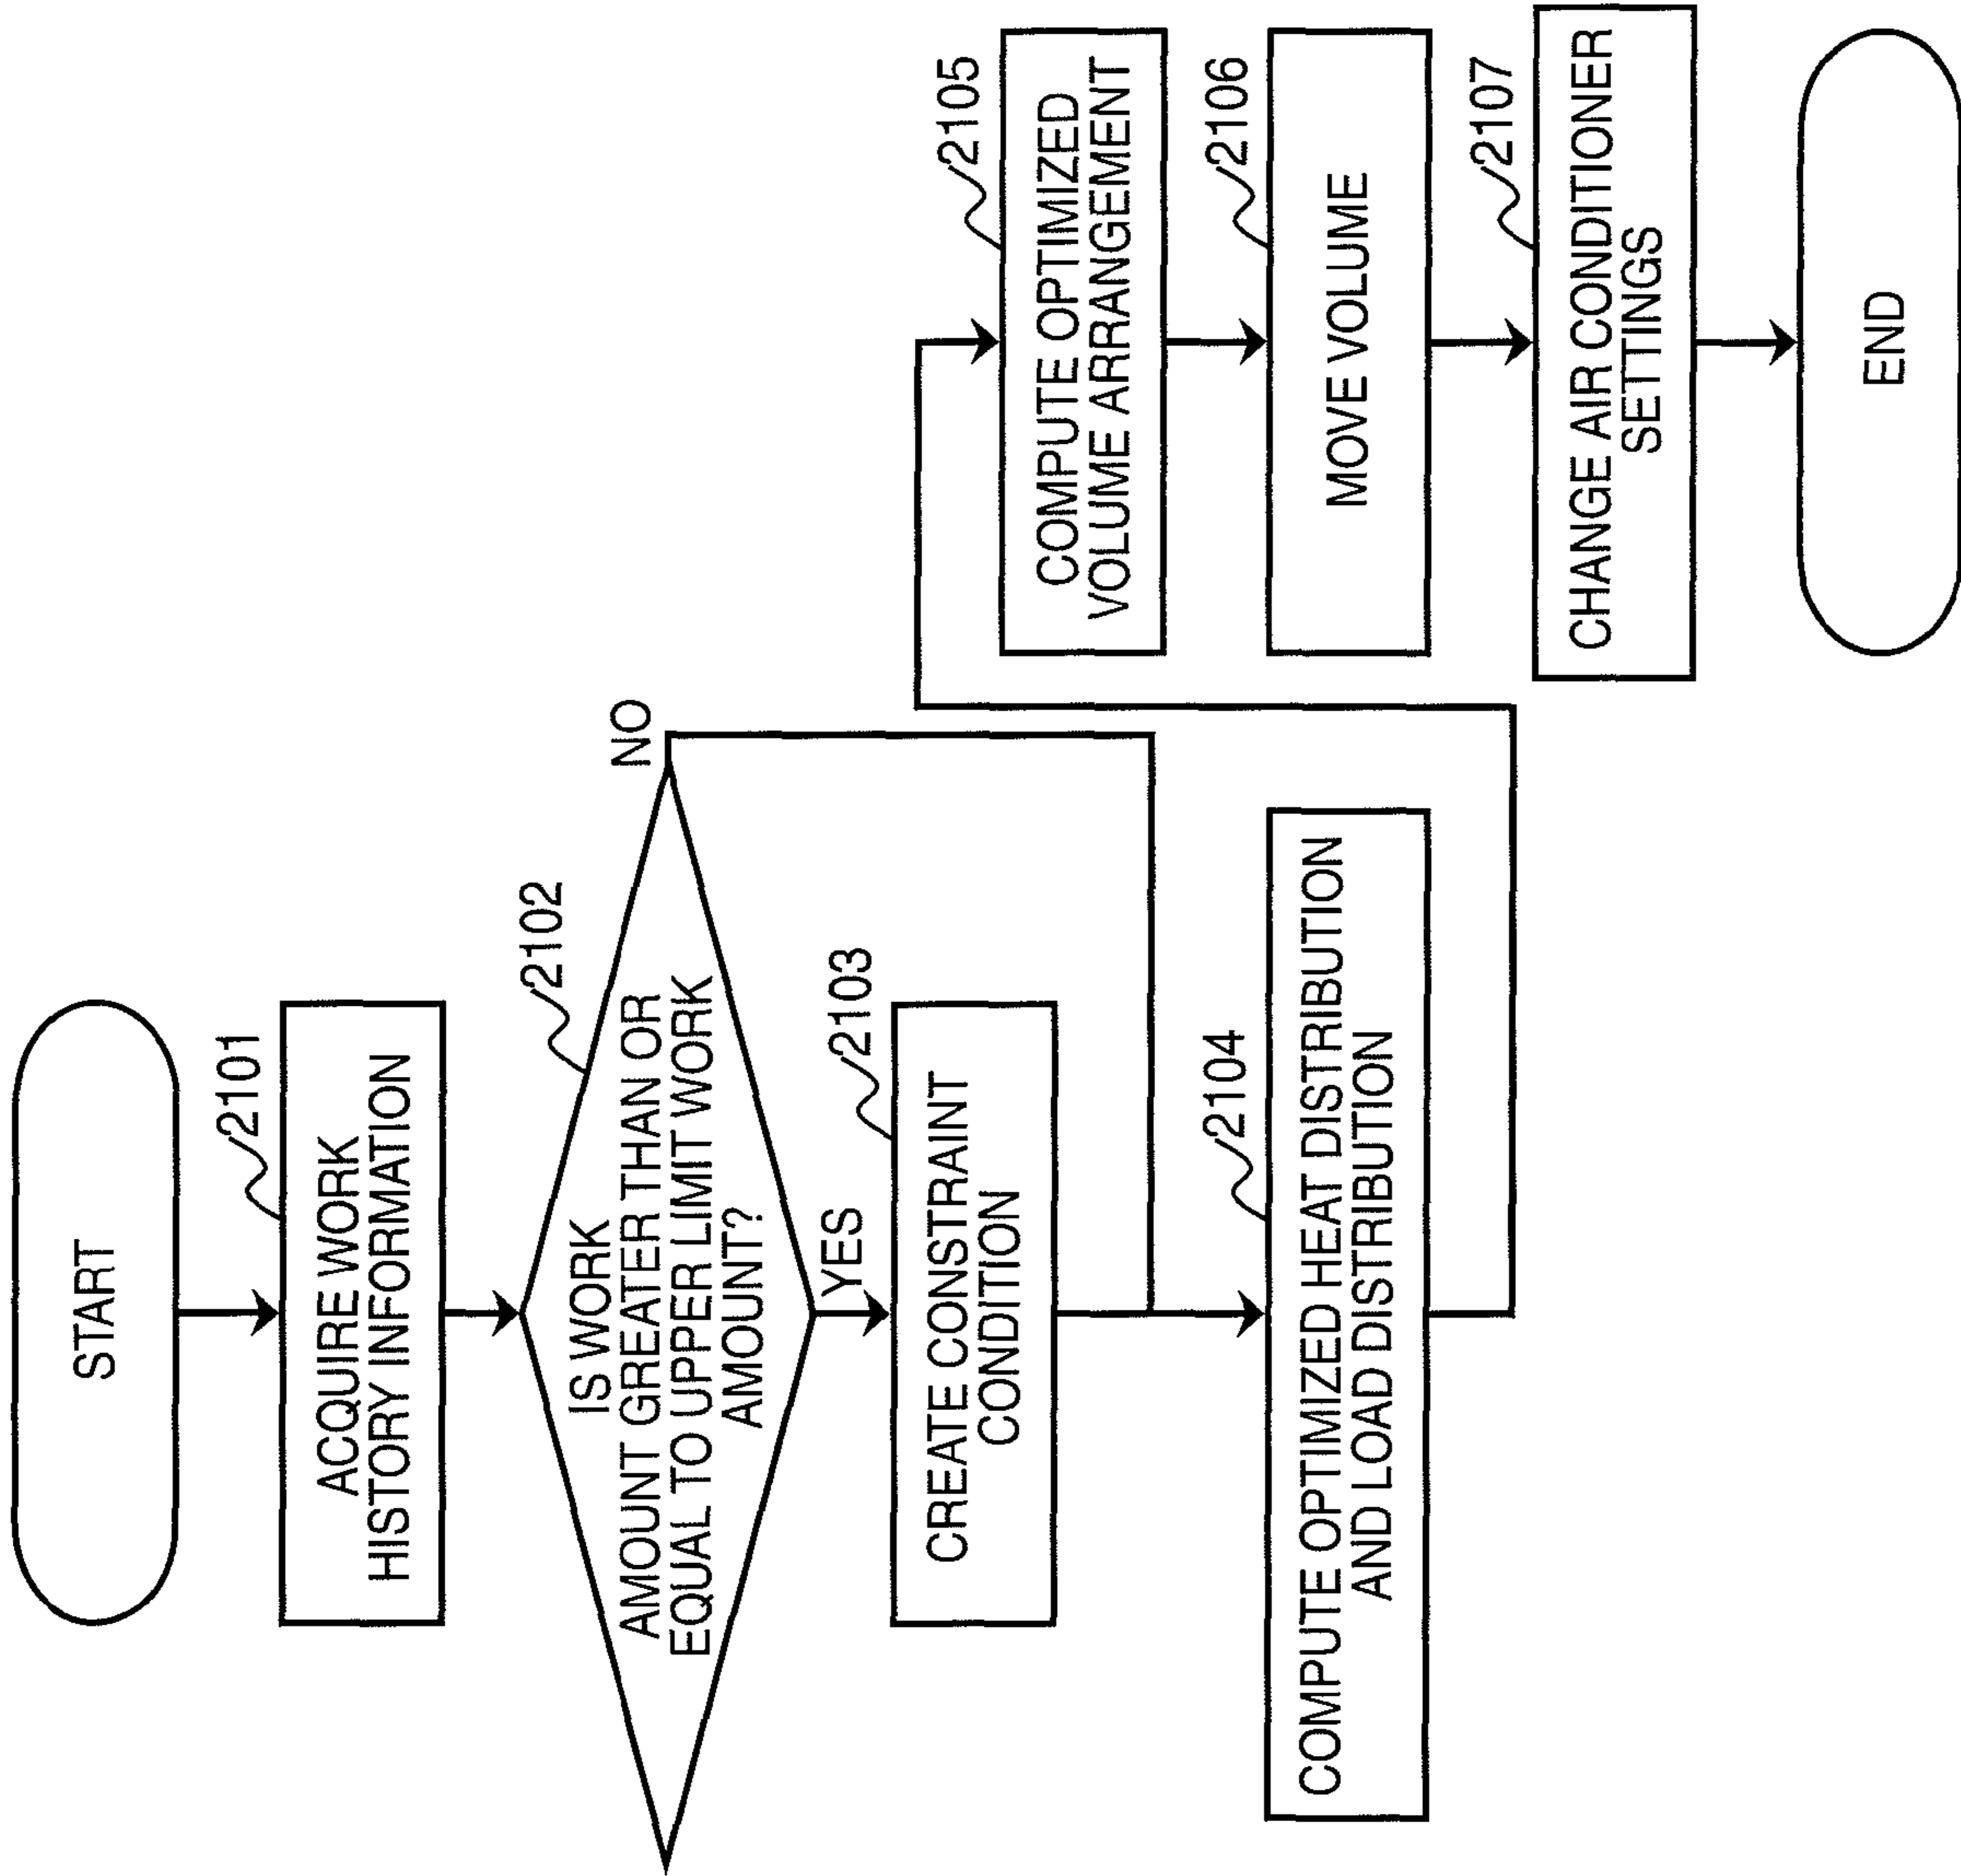 START
2101
ACQUIRE WORK
HISTORY INFORMATION
2102
IS WORK
AMOUNT GREATER THAN OR
EQUAL TO UPPER LIMIT WORK
AMOUNT?
NO
YES
2103
CREATE CONSTRAINT
CONDITION
2104
COMPUTE OPTIMIZED HEAT DISTRIBUTION
AND LOAD DISTRIBUTION
2105
COMPUTE OPTIMIZED
VOLUME ARRANGEMENT
2106
MOVE VOLUME
2107
CHANGE AIR CONDITIONER
SETTINGS
END